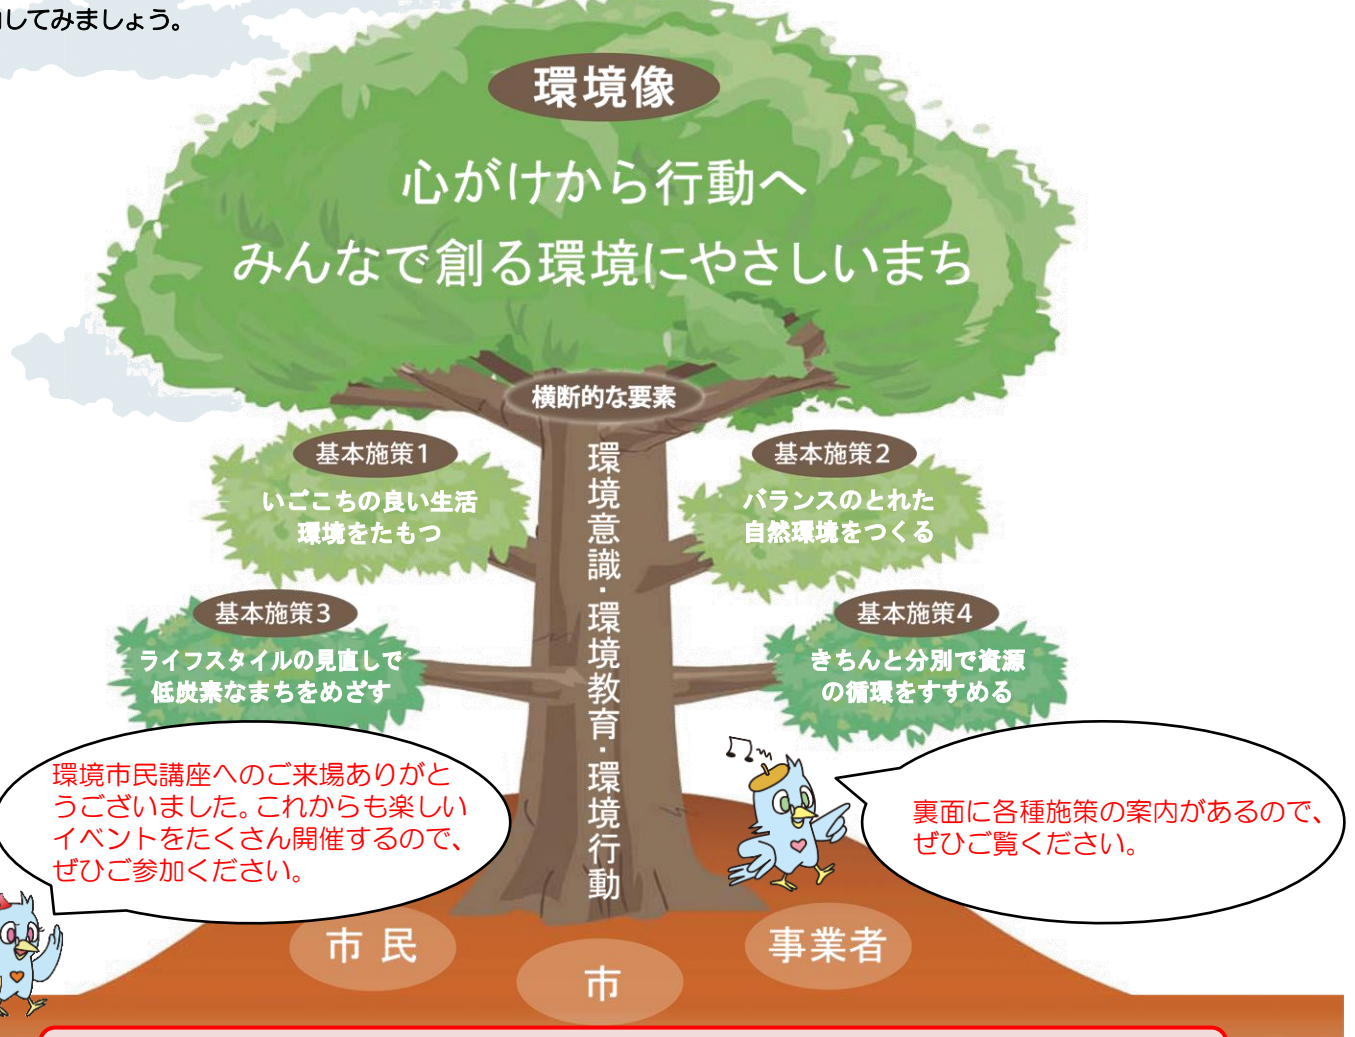 してみましょう。
環境像
心がけから行動へ
みんなで創る環境にやさしいまち
横断的な要素
環境意識・環境教育・環境行動
基本施策1
いごこちの良い生活
環境をたもつ
基本施策2
バランスのとれた
自然環境をつくる
基本施策3
ライフスタイルの見直しで
低炭素なまちをめざす
基本施策4
きちんと分別で資源
の循環をすすめる
環境市民講座へのご来場ありがと
うございました。これからも楽しい
イベントをたくさん開催するので、
ぜひご参加ください。
裏面に各種施策の案内があるので、
ぜひご覧ください。
市民
市
事業者